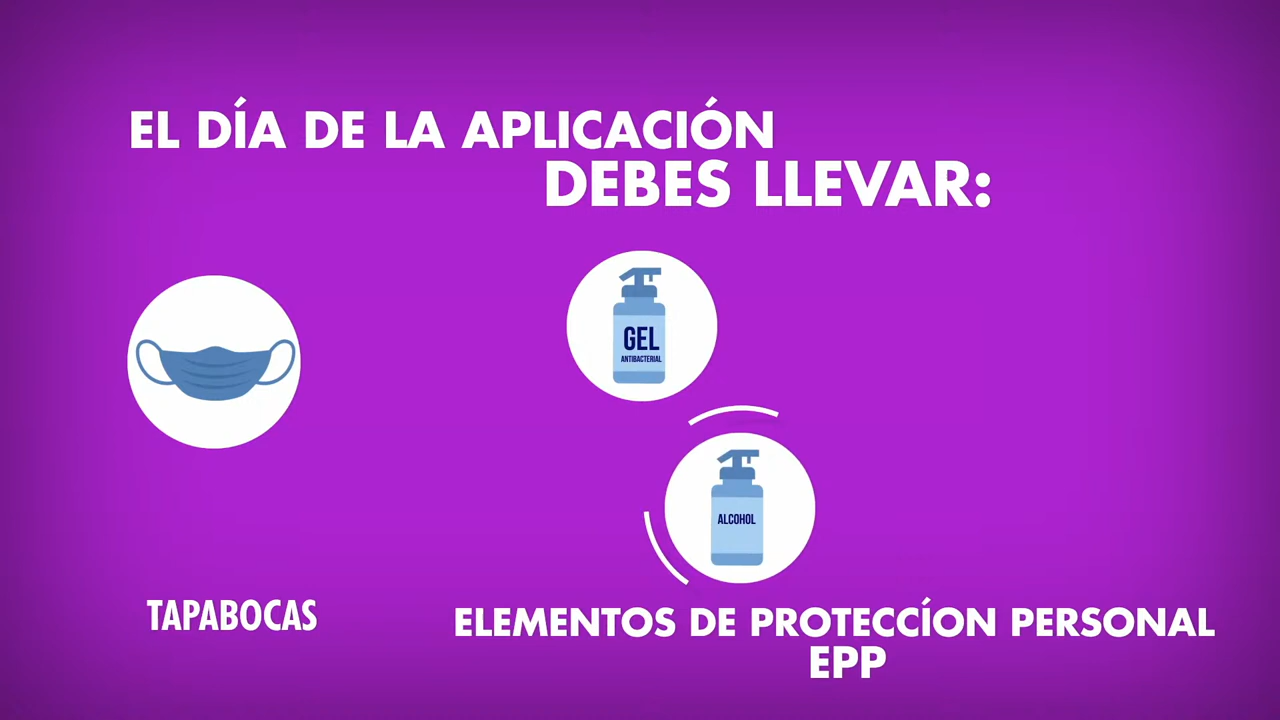 EL DÍA DE LA APLICACIÓN
DEBES LLEVAR:
GEL
ANTIBACTERIAL
ALCOHOL
TAPABOCAS
ELEMENTOS DE PROTECCÍON PERSONAL
EPP